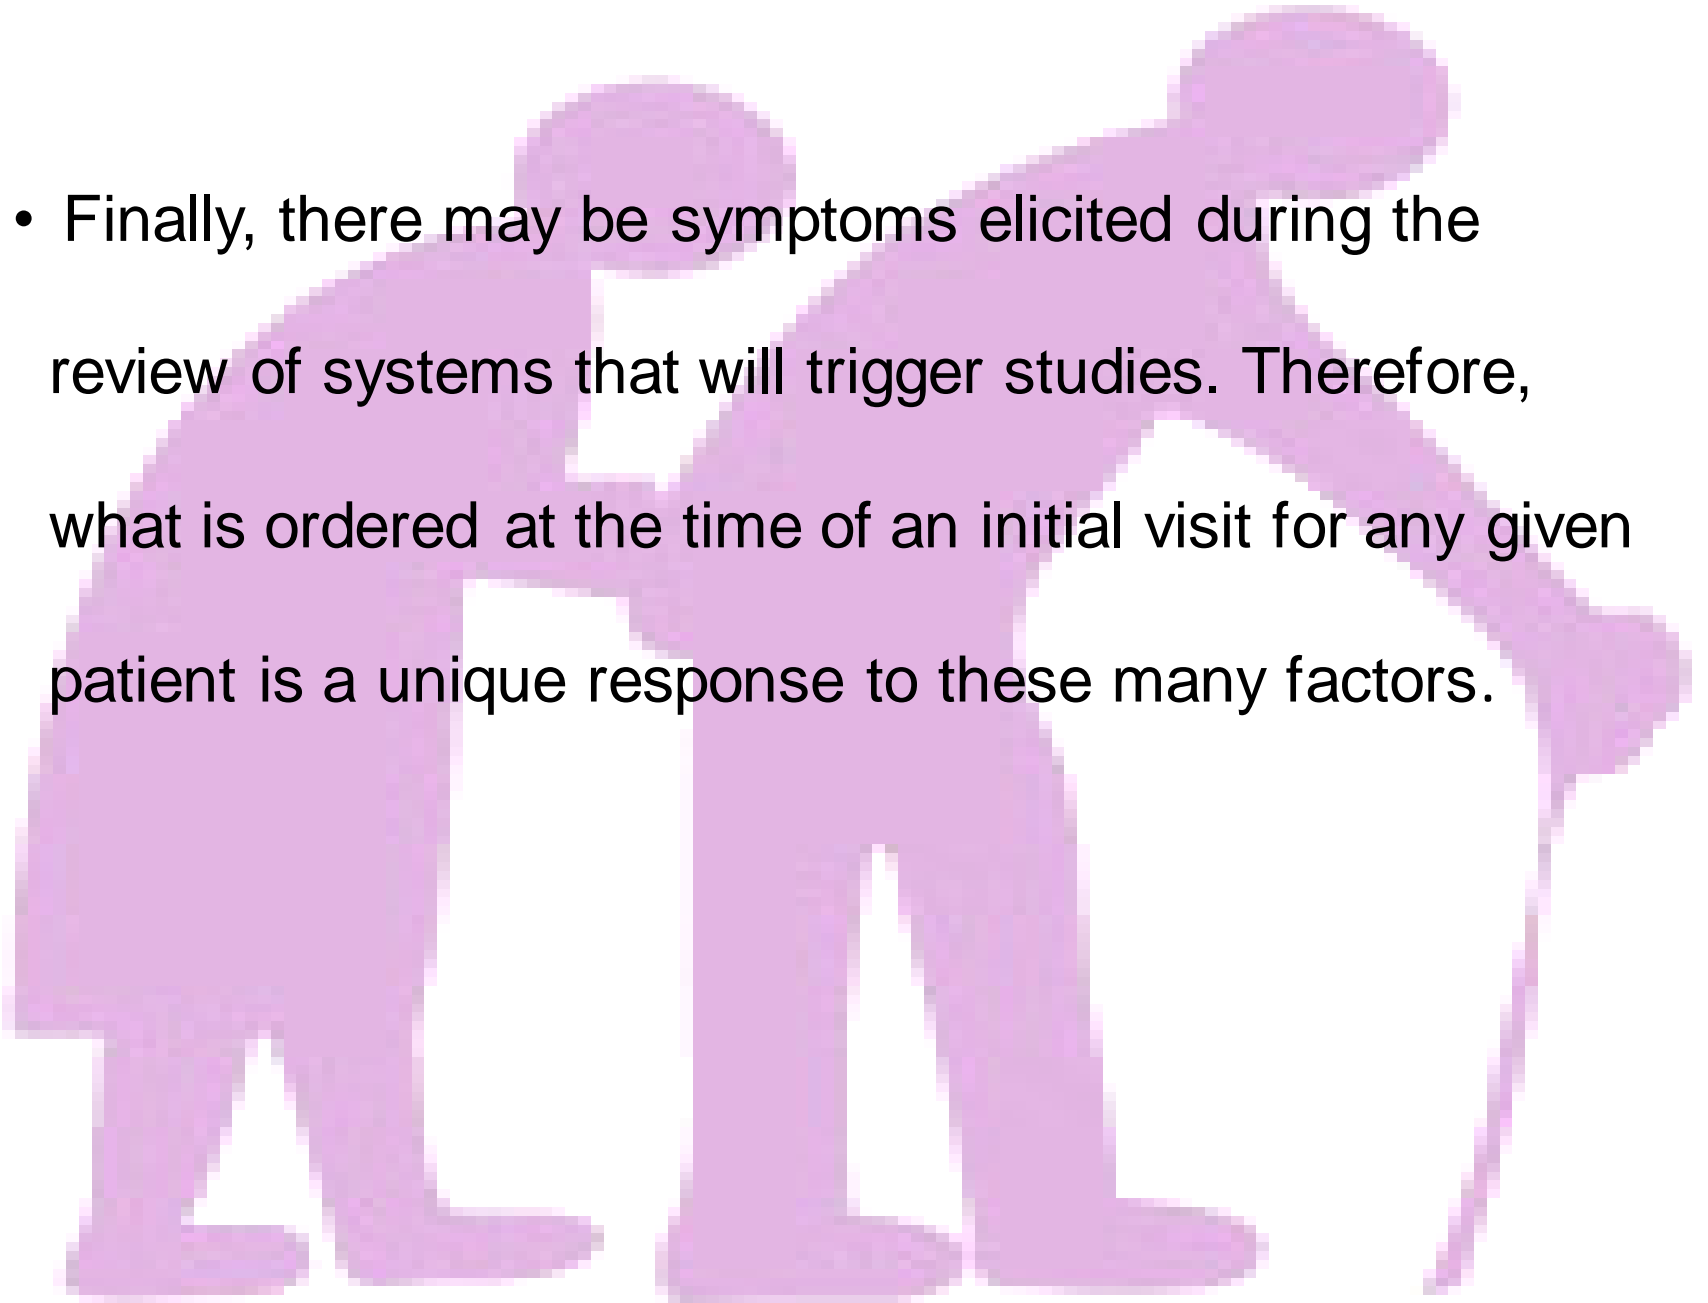 • Finally, there may be symptoms elicited during the
review of systems that will trigger studies. Therefore,
what is ordered at the time of an initial visit for any given
patient is a unique response to these many factors.